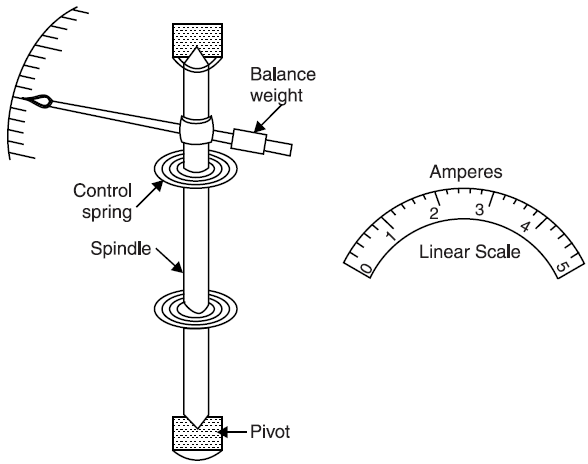 Balance
weight
Control
spring
Spindle
Pivot
Amperes
0 1 2 3 4 5
Linear Scale